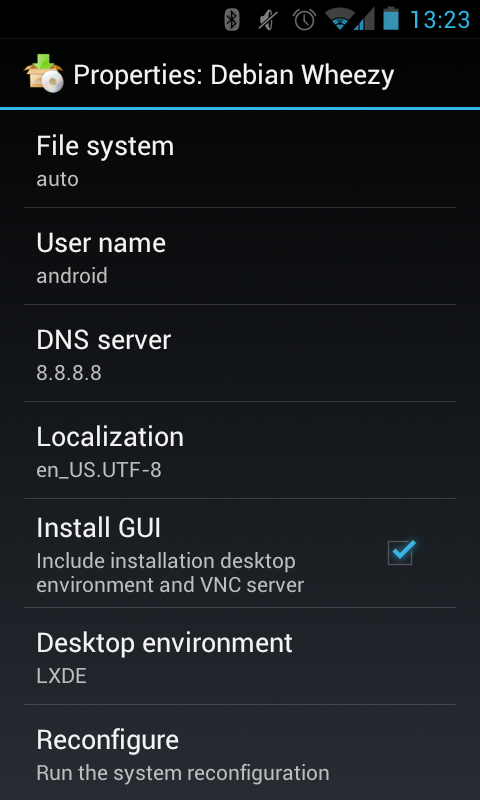 13:23
Properties: Debian Wheezy
File system
auto
User name
android
DNS server
8.8.8.8
Localization
en_US.UTF-8
Install GUI
Include installation desktop
environment and VNC server
Desktop environment
LXDE
Reconfigure
Run the system reconfiguration